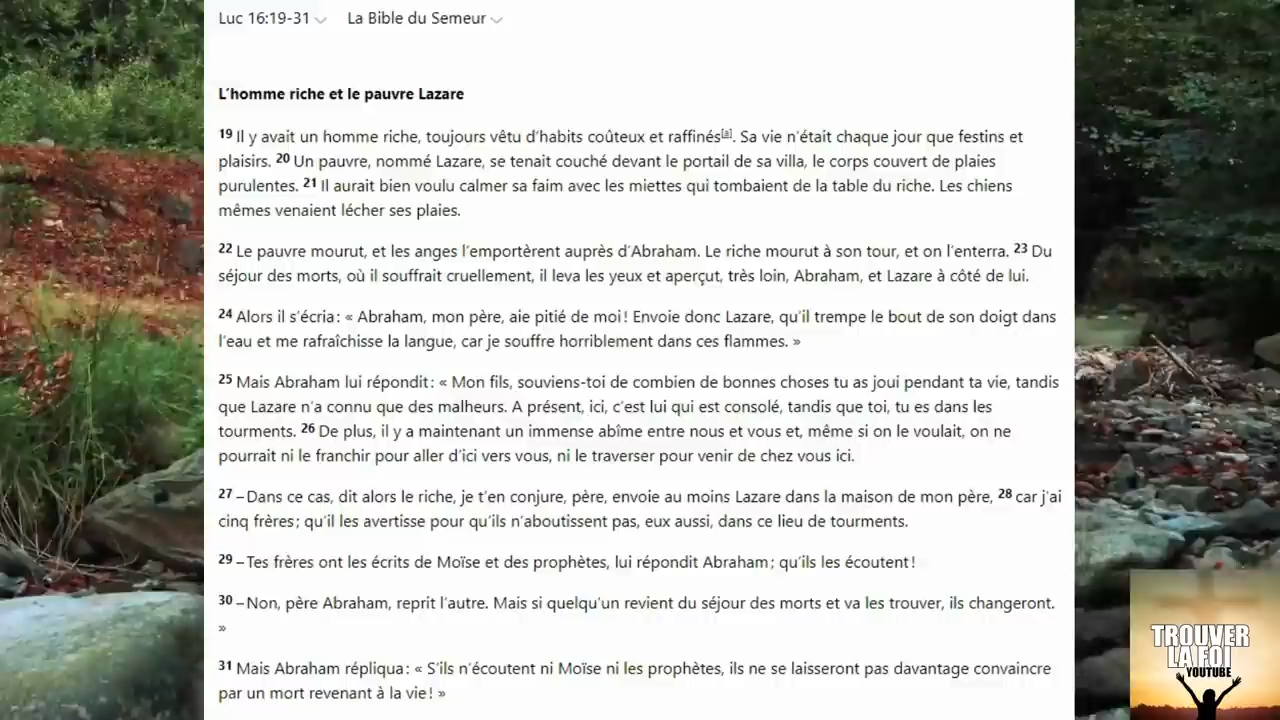 Luc 16:19-31 La Bible du Semeur
L’homme riche et le pauvre Lazare
19 Il y avait un homme riche, toujours vêtu d’habits coûteux et raffinés[a]. Sa vie n’était chaque jour que festins et
plaisirs. 20 Un pauvre, nommé Lazare, se tenait couché devant le portail de sa villa, le corps couvert de plaies
purulentes. 21 Il aurait bien voulu calmer sa faim avec les miettes qui tombaient de la table du riche. Les chiens
mêmes venaient lécher ses plaies.
22 Le pauvre mourut, et les anges l’emportèrent auprès d’Abraham. Le riche mourut à son tour, et on l’enterra. 23 Du
séjour des morts, où il souffrait cruellement, il leva les yeux et aperçut, très loin, Abraham, et Lazare à côté de lui.
24 Alors il s’écria : « Abraham, mon père, aie pitié de moi ! Envoie donc Lazare, qu’il trempe le bout de son doigt dans
l’eau et me rafraîchisse la langue, car je souffre horriblement dans ces flammes. »
25 Mais Abraham lui répondit : « Mon fils, souviens-toi de combien de bonnes choses tu as joui pendant ta vie, tandis
que Lazare n’a connu que des malheurs. A présent, ici, c’est lui qui est consolé, tandis que toi, tu es dans les
tourments. 26 De plus, il y a maintenant un immense abîme entre nous et vous et, même si on le voulait, on ne
pourrait ni le franchir pour aller d’ici vers vous, ni le traverser pour venir de chez vous ici.
27 – Dans ce cas, dit alors le riche, je t’en conjure, père, envoie au moins Lazare dans la maison de mon père, 28 car j’ai
cinq frères ; qu’il les avertisse pour qu’ils n’aboutissent pas, eux aussi, dans ce lieu de tourments.
29 – Tes frères ont les écrits de Moïse et des prophètes, lui répondit Abraham ; qu’ils les écoutent !
30 – Non, père Abraham, reprit l’autre. Mais si quelqu’un revient du séjour des morts et va les trouver, ils changeront.
»
31 Mais Abraham répliqua : « S’ils n’écoutent ni Moïse ni les prophètes, ils ne se laisseront pas davantage convaincre
par un mort revenant à la vie ! »
TROUVER
LA FOI
YOUTUBE